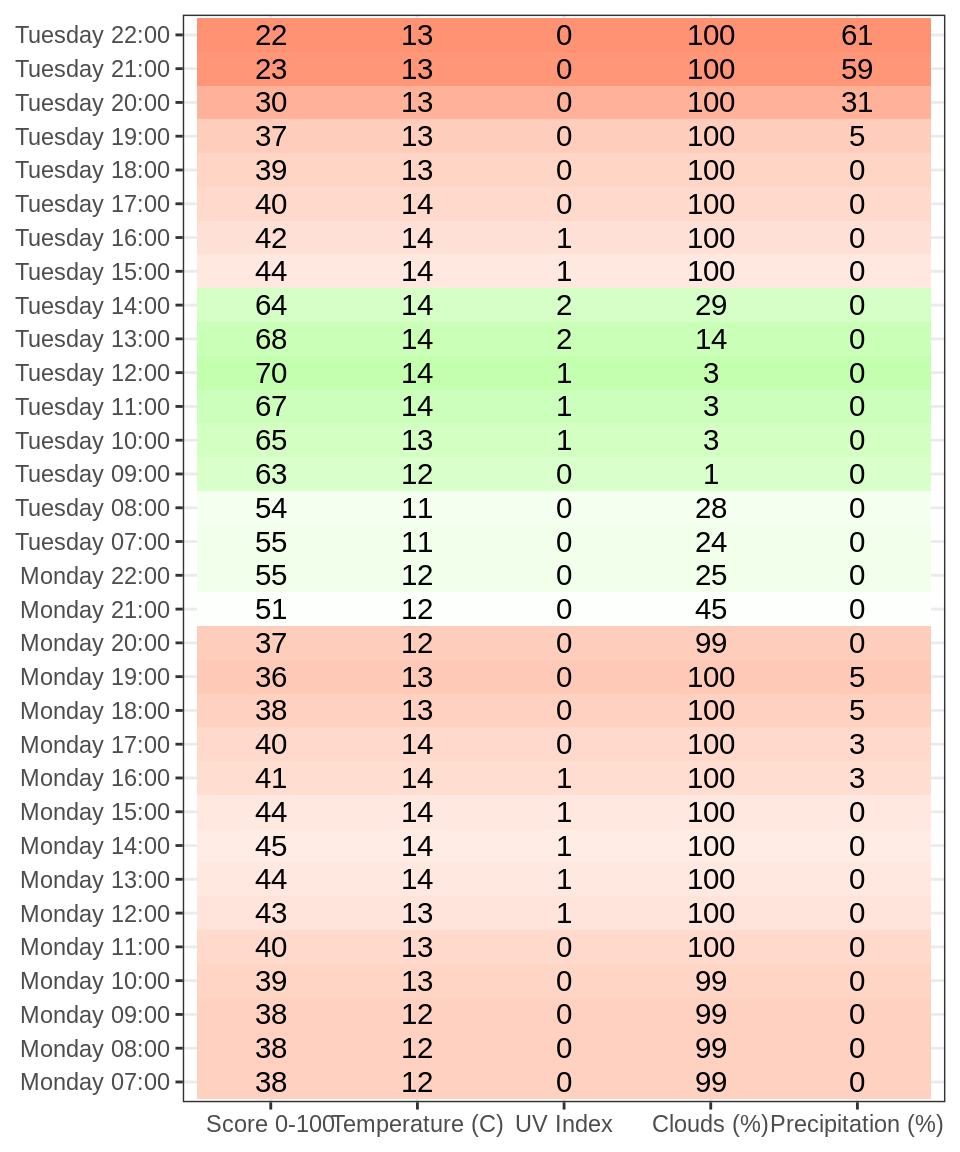 Tuesday 22:00 22 13 0 100 61
Tuesday 21:00 23 13 0 100 59
Tuesday 20:00 30 13 0 100 31
Tuesday 19:00 37 13 0 100 5
Tuesday 18:00 39 13 0 100 0
Tuesday 17:00 40 14 0 100 0
Tuesday 16:00 42 14 1 100 0
Tuesday 15:00 44 14 1 100 0
Tuesday 14:00 64 14 2 29 0
Tuesday 13:00 68 14 2 14 0
Tuesday 12:00 70 14 1 3 0
Tuesday 11:00 67 14 1 3 0
Tuesday 10:00 65 13 1 3 0
Tuesday 09:00 63 12 0 1 0
Tuesday 08:00 54 11 0 28 0
Tuesday 07:00 55 11 0 24 0
Monday 22:00 55 12 0 25 0
Monday 21:00 51 12 0 45 0
Monday 20:00 37 12 0 99 0
Monday 19:00 36 13 0 100 5
Monday 18:00 38 13 0 100 5
Monday 17:00 40 14 0 100 3
Monday 16:00 41 14 1 100 3
Monday 15:00 44 14 1 100 0
Monday 14:00 45 14 1 100 0
Monday 13:00 44 14 1 100 0
Monday 12:00 43 13 1 100 0
Monday 11:00 40 13 0 100 0
Monday 10:00 39 13 0 99 0
Monday 09:00 38 12 0 99 0
Monday 08:00 38 12 0 99 0
Monday 07:00 38 12 0 99 0
Score 0-100 Temperature (C) UV Index Clouds (%) Precipitation (%)